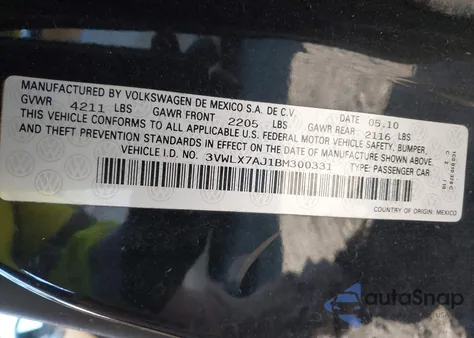 MANUFACTURED BY VOLKSWAGEN DE MEXICO S.A. DE C.V.
GVWR 4211 LBS GAWR FRONT 2205 LBS DATE 05.10 GAWR REAR 2116 LBS
THIS VEHICLE CONFORMS TO ALL APPLICABLE U.S. FEDERAL MOTOR VEHICLE SAFETY, BUMPER,
AND THEFT PREVENTION STANDARDS IN EFFECT ON THE DATE OF MANUFACTURE SHOWN ABOVE.
VEHICLE I.D. NO. 3VWLX7AJ1BM300331 TYPE: PASSENGER CAR
COUNTRY OF ORIGIN: MEXICO
autoSnap